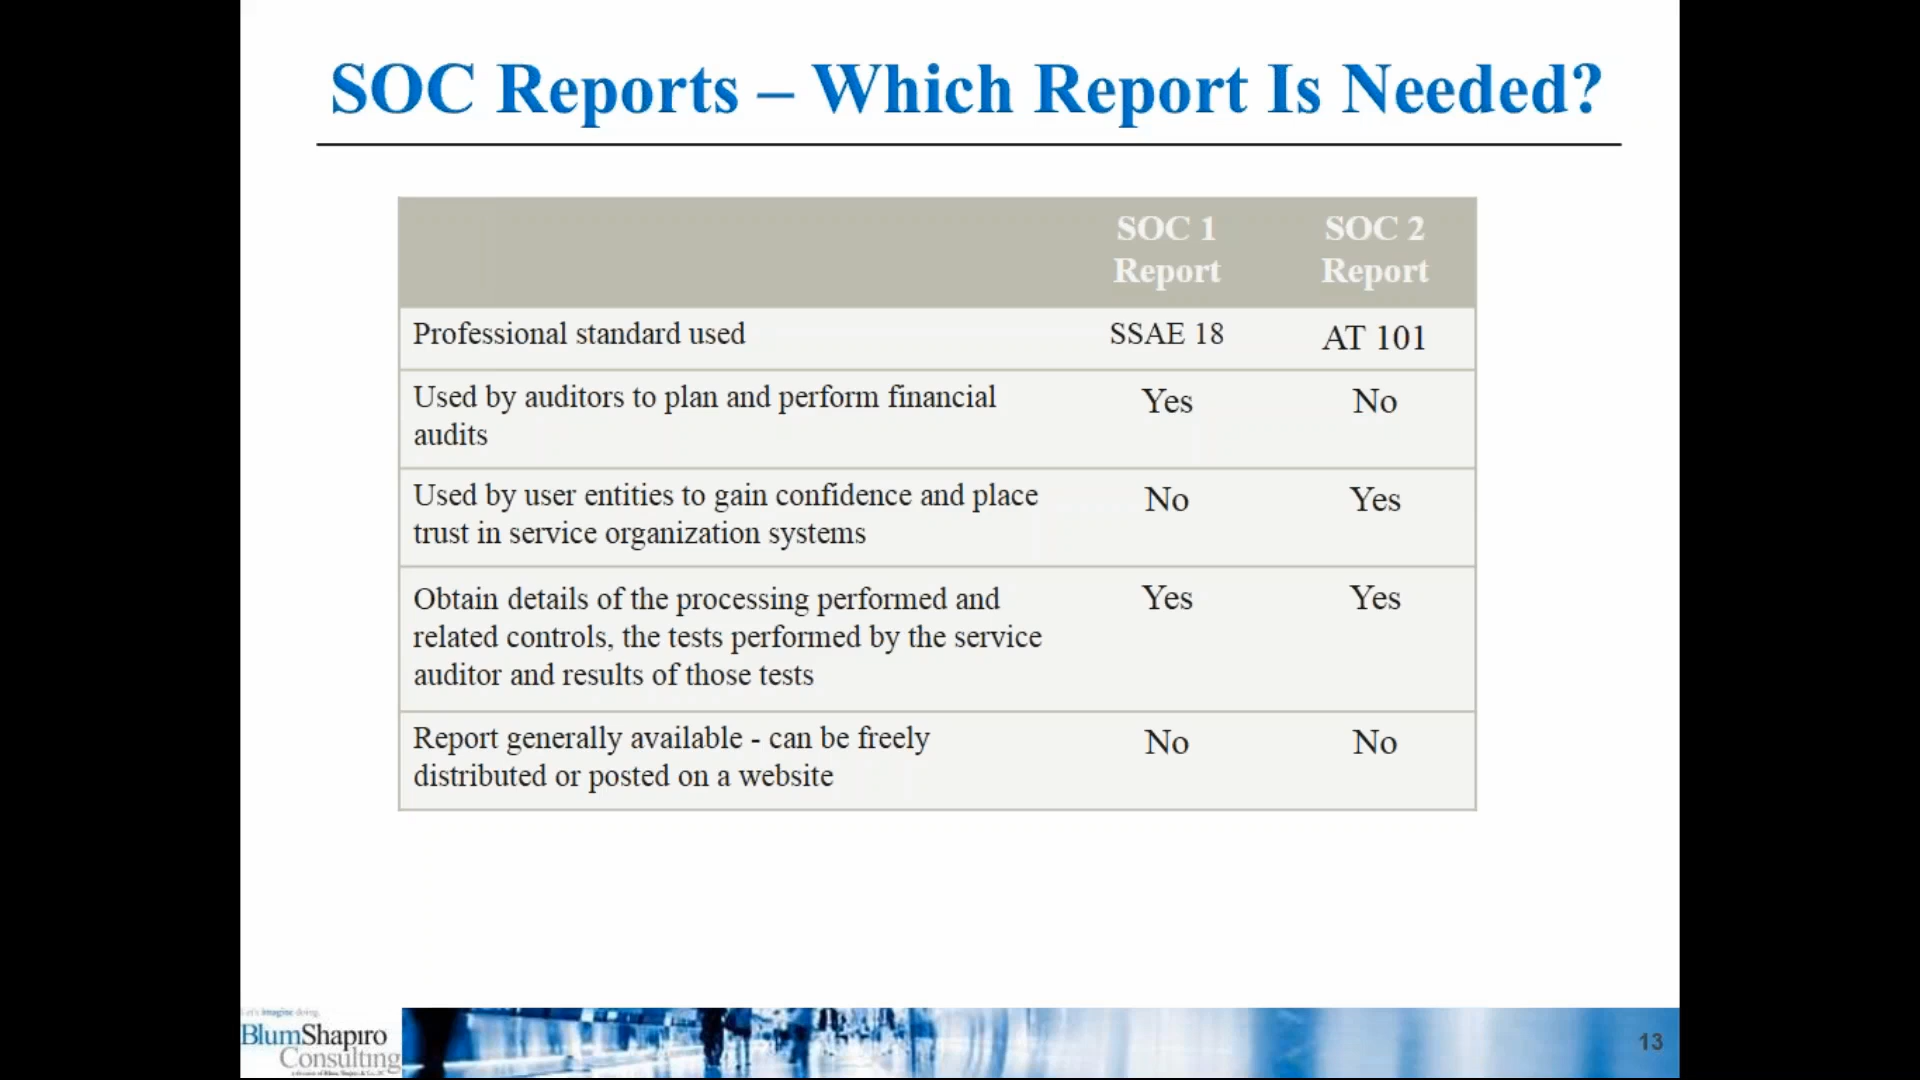 SOC Reports – Which Report Is Needed?
SOC 1 Report
SOC 2 Report
Professional standard used
SSAE 18
AT 101
Used by auditors to plan and perform financial
audits
Yes
No
Used by user entities to gain confidence and place
trust in service organization systems
No
Yes
Obtain details of the processing performed and
related controls, the tests performed by the service
auditor and results of those tests
Yes
Yes
Report generally available - can be freely
distributed or posted on a website
No
No
Let's imagine doing.
BlumShapiro
Consulting
13